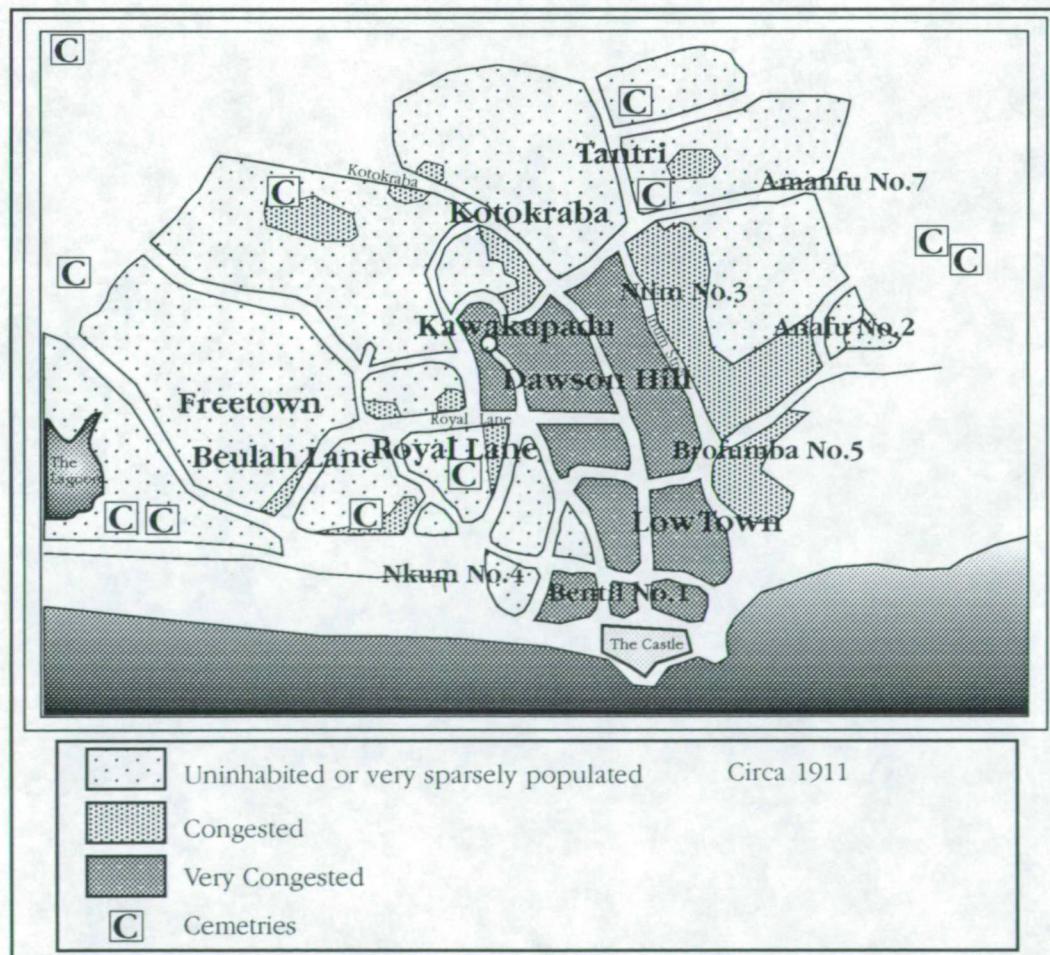 C
C
Tantri
Kotokraba
C
C
Amanfu No.7
Kotokraba
C
C
C
Ntim No.3
Kawakupadu
Anafu No.2
Dawson Hill
Freetown
Royal Lane
Beulah Lane
Royal Lane
Brofumba No.5
The
Lagoon
C
C
C
C
Low Town
Nkum No.4
Bentil No.1
The Castle
Uninhabited or very sparsely populated
Circa 1911
Congested
Very Congested
C
Cemetries